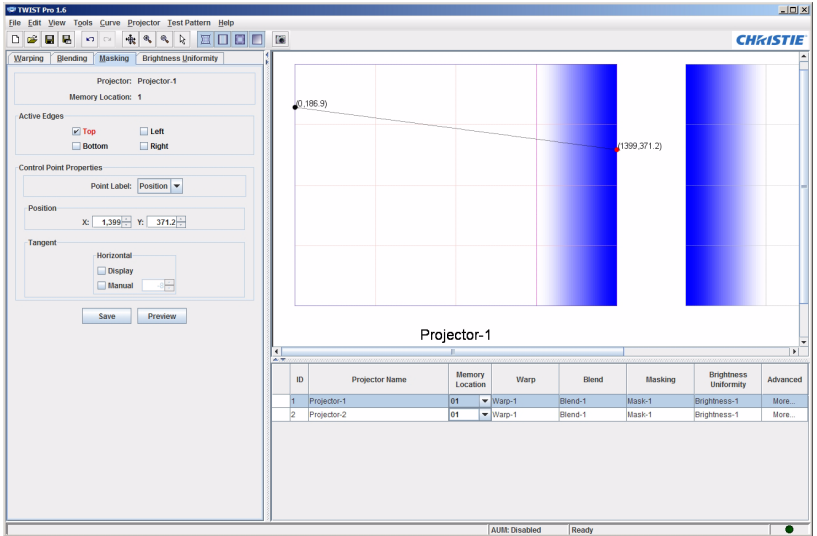 TWIST Pro 1.6
File Edit View Tools Curve Projector Test Pattern Help
CHRISTIE
Warping Blending Masking Brightness Uniformity
Projector: Projector-1
Memory Location: 1
Active Edges
Top Left
Bottom Right
Control Point Properties
Point Label: Position
Position
X: 1,399 Y: 371.2
Tangent
Horizontal
Display
Manual
Save Preview
(0,186.9)
(1399,371.2)
Projector-1
ID Projector Name Memory Location Warp Blend Masking Brightness Uniformity Advanced
1 Projector-1 01 Warp-1 Blend-1 Mask-1 Brightness-1 More...
2 Projector-2 01 Warp-1 Blend-1 Mask-1 Brightness-1 More...
AUM: Disabled Ready